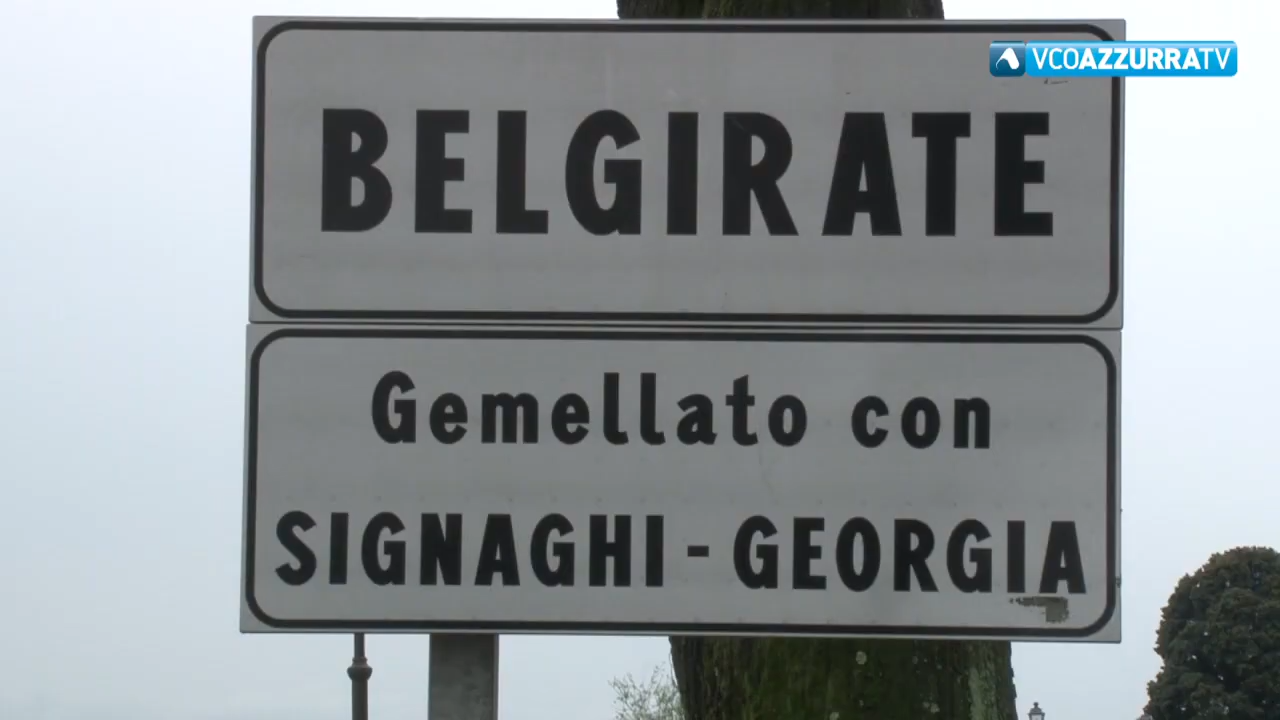 VCOAZZURRATV
BELGIRATE
Gemellato con
SIGNAGHI - GEORGIA